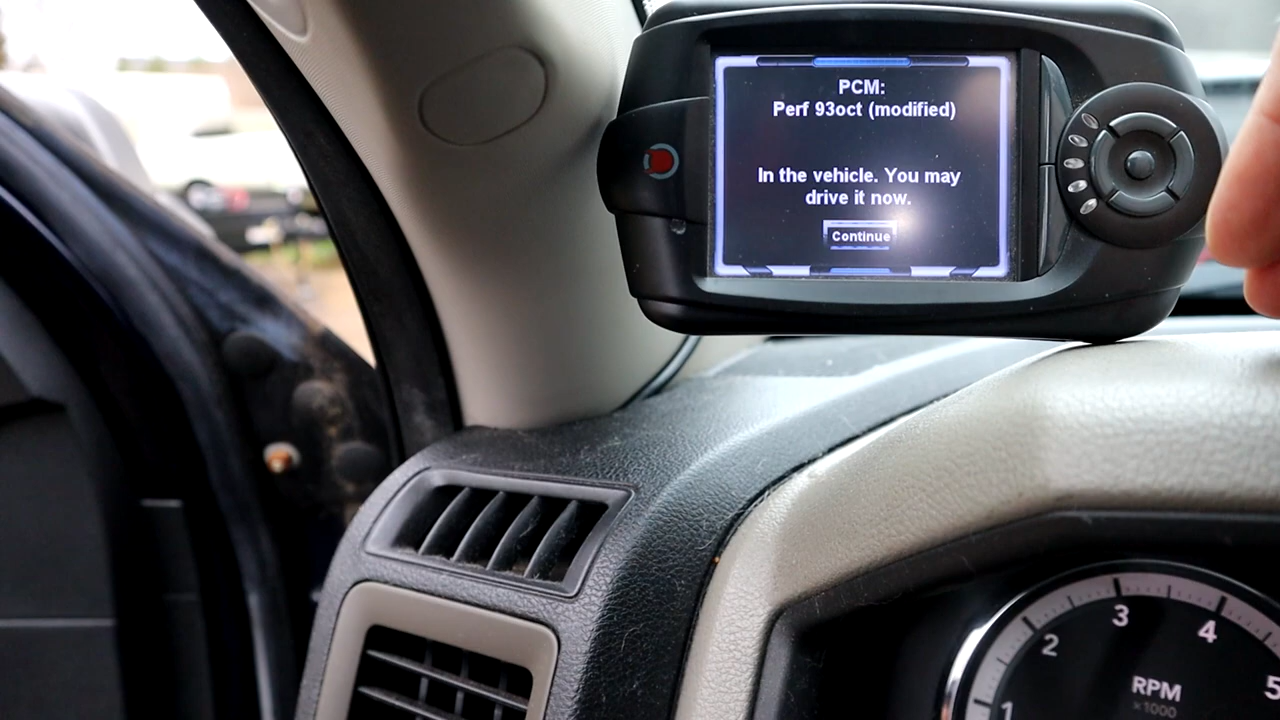 PCM:
Perf 93oct (modified)
In the vehicle. You may
drive it now.
Continue
1
2
3
4
5
RPM
×1000